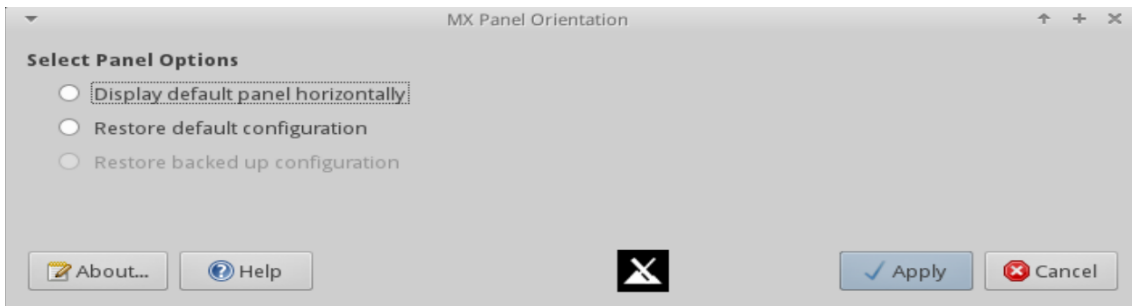 MX Panel Orientation
Select Panel Options
Display default panel horizontally
Restore default configuration
Restore backed up configuration
About... Help Apply Cancel